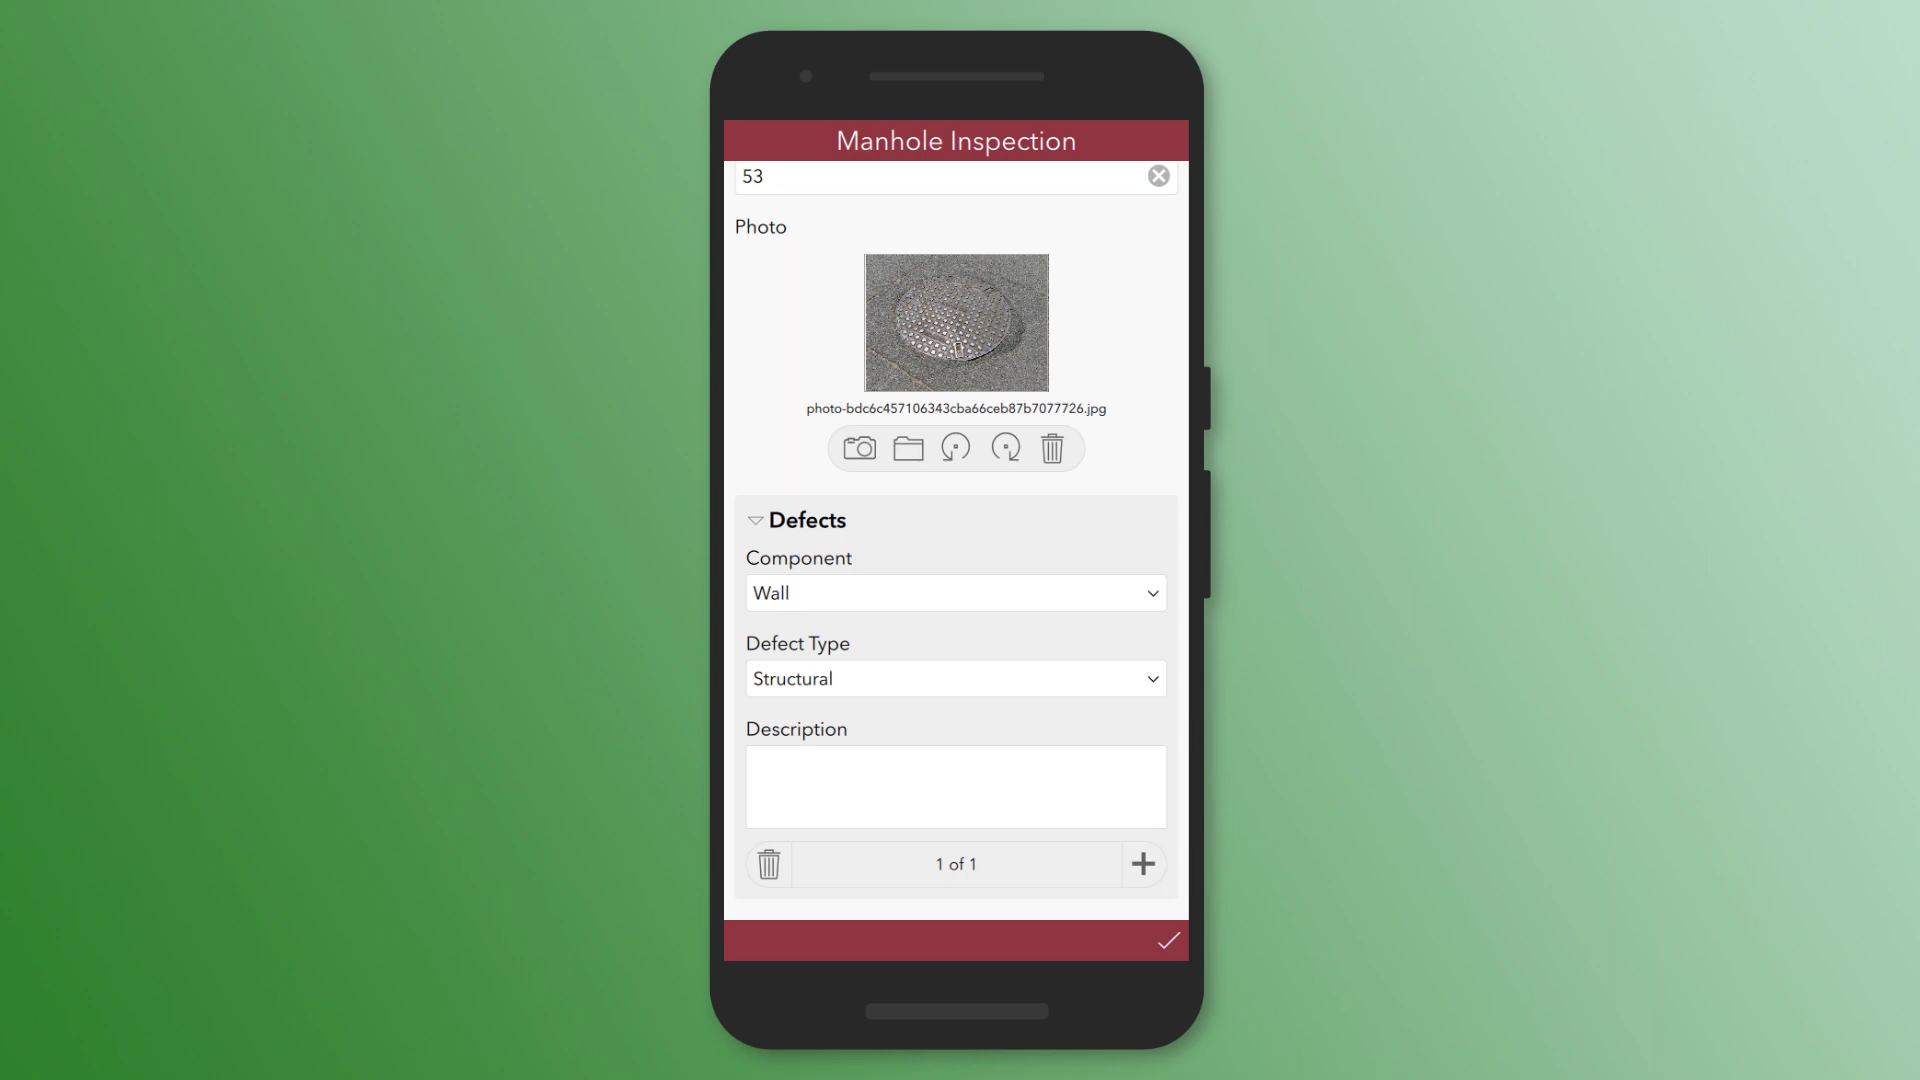 Manhole Inspection
53
Photo
photo-bdc6c457106343cba66ceb87b7077726.jpg
Defects
Component
Wall
Defect Type
Structural
Description
1 of 1